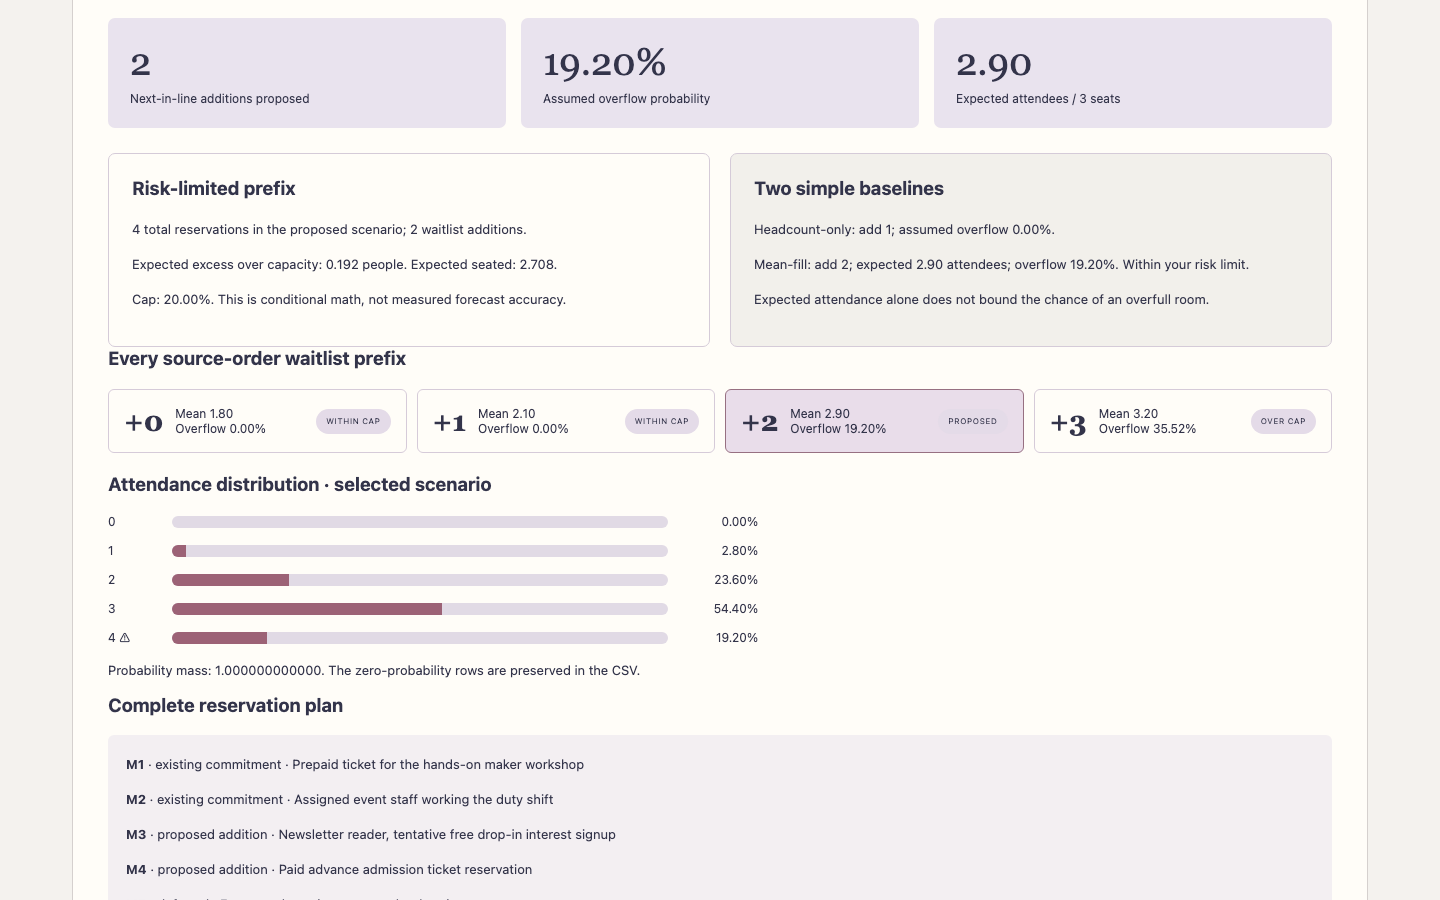 2
Next-in-line additions proposed
19.20%
Assumed overflow probability
2.90
Expected attendees / 3 seats
Risk-limited prefix
4 total reservations in the proposed scenario; 2 waitlist additions.
Expected excess over capacity: 0.192 people. Expected seated: 2.708.
Cap: 20.00%. This is conditional math, not measured forecast accuracy.
Two simple baselines
Headcount-only: add 1; assumed overflow 0.00%.
Mean-fill: add 2; expected 2.90 attendees; overflow 19.20%. Within your risk limit.
Expected attendance alone does not bound the chance of an overfull room.
Every source-order waitlist prefix
+0
Mean 1.80
Overflow 0.00%
WITHIN CAP
+1
Mean 2.10
Overflow 0.00%
WITHIN CAP
+2
Mean 2.90
Overflow 19.20%
PROPOSED
+3
Mean 3.20
Overflow 35.52%
OVER CAP
Attendance distribution · selected scenario
0 0.00%
1 2.80%
2 23.60%
3 54.40%
4 ⚠ 19.20%
Probability mass: 1.000000000000. The zero-probability rows are preserved in the CSV.
Complete reservation plan
M1 · existing commitment · Prepaid ticket for the hands-on maker workshop
M2 · existing commitment · Assigned event staff working the duty shift
M3 · proposed addition · Newsletter reader, tentative free drop-in interest signup
M4 · proposed addition · Paid advance admission ticket reservation